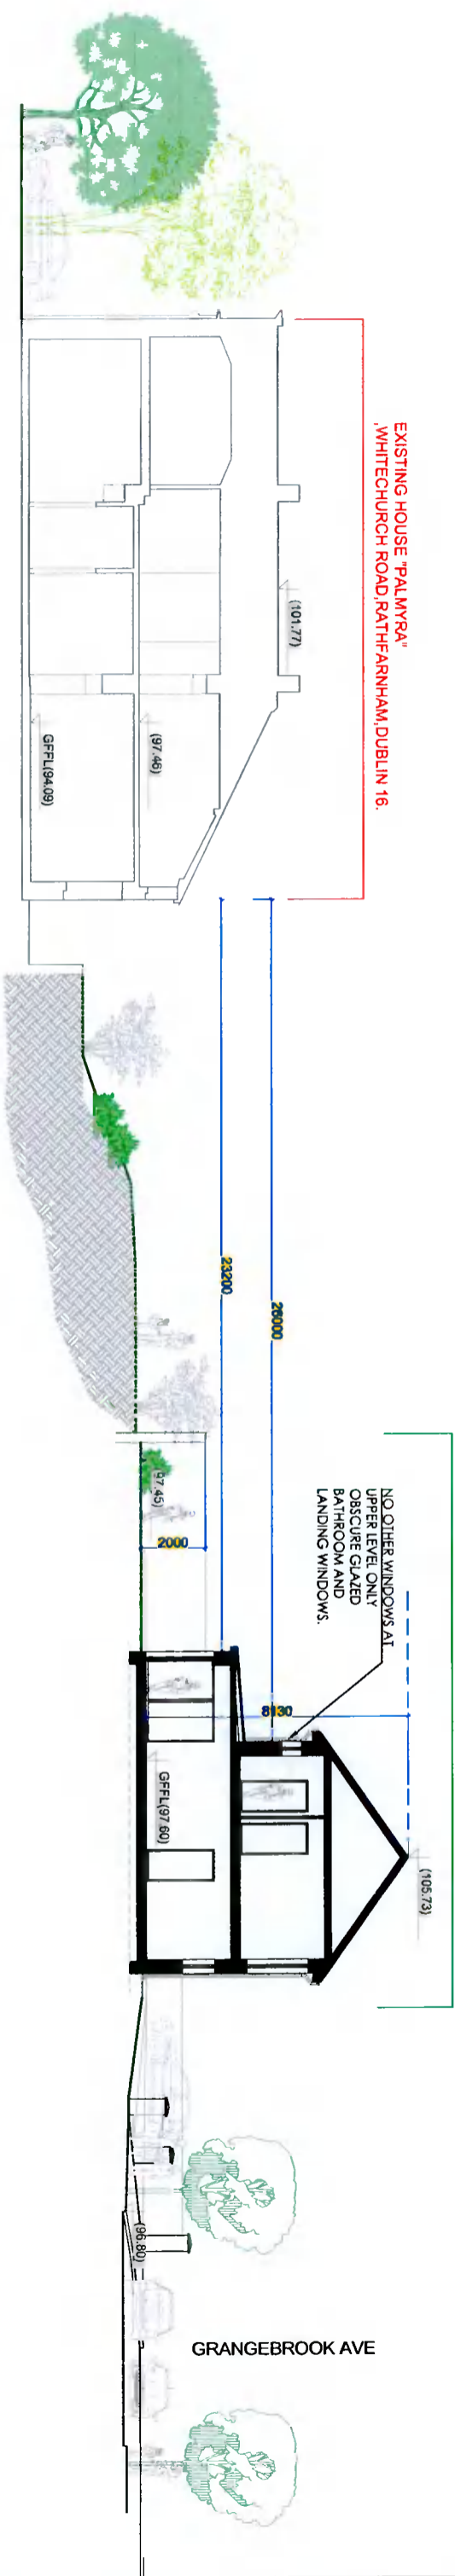 EXISTING HOUSE "PALMYRA"
,WHITECHURCH ROAD,RATHFARNHAM,DUBLIN 16.
(101.77)
(97.46)
GFFL(94.09)
23200
26000
NO OTHER WINDOWS AT
UPPER LEVEL ONLY
OBSCURE GLAZED
BATHROOM AND
LANDING WINDOWS.
(97.45)
2000
8130
GFFL(97.60)
(105.73)
(96.80)
GRANGEBROOK AVE